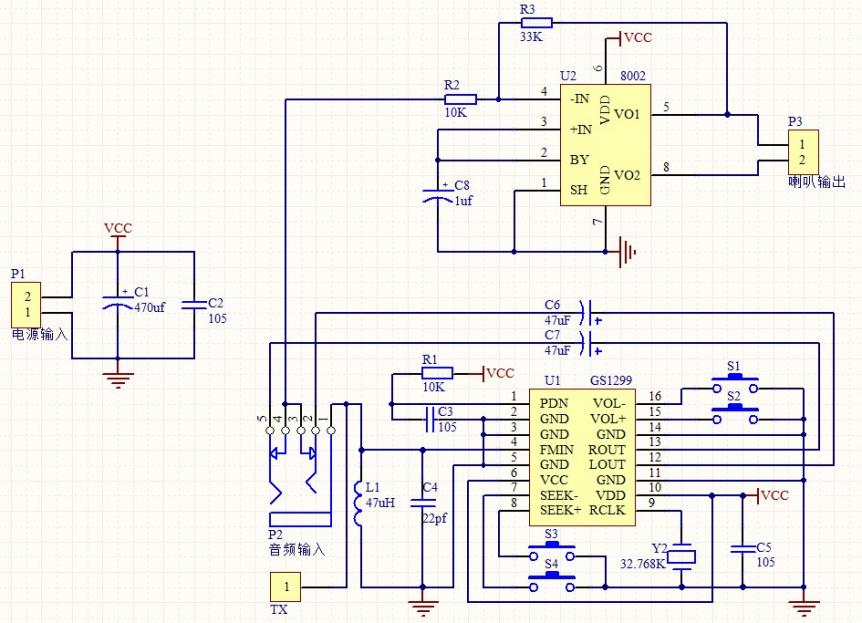 R3
33K
VCC
6
U2
8002
R2
10K
4
-IN
VDD
VO1
5
3
+IN
2
BY
1
SH
GND
VO2
8
7
P3
1
2
喇叭输出
+
C8
1uf
VCC
P1
2
1
电源输入
+
C1
470uf
C2
105
C6
47uF
+
C7
47uF
+
R1
10K
VCC
C3
105
U1
GS1299
1
PDN
VOL-
16
2
GND
VOL+
15
3
GND
GND
14
4
FMIN
ROUT
13
5
GND
LOUT
12
6
VCC
GND
11
7
SEEK-
VDD
10
8
SEEK+
RCLK
9
S1
S2
VCC
5
4
3
2
1
P2
音频输入
L1
47uH
C4
22pf
S3
S4
Y2
32.768K
C5
105
1
TX